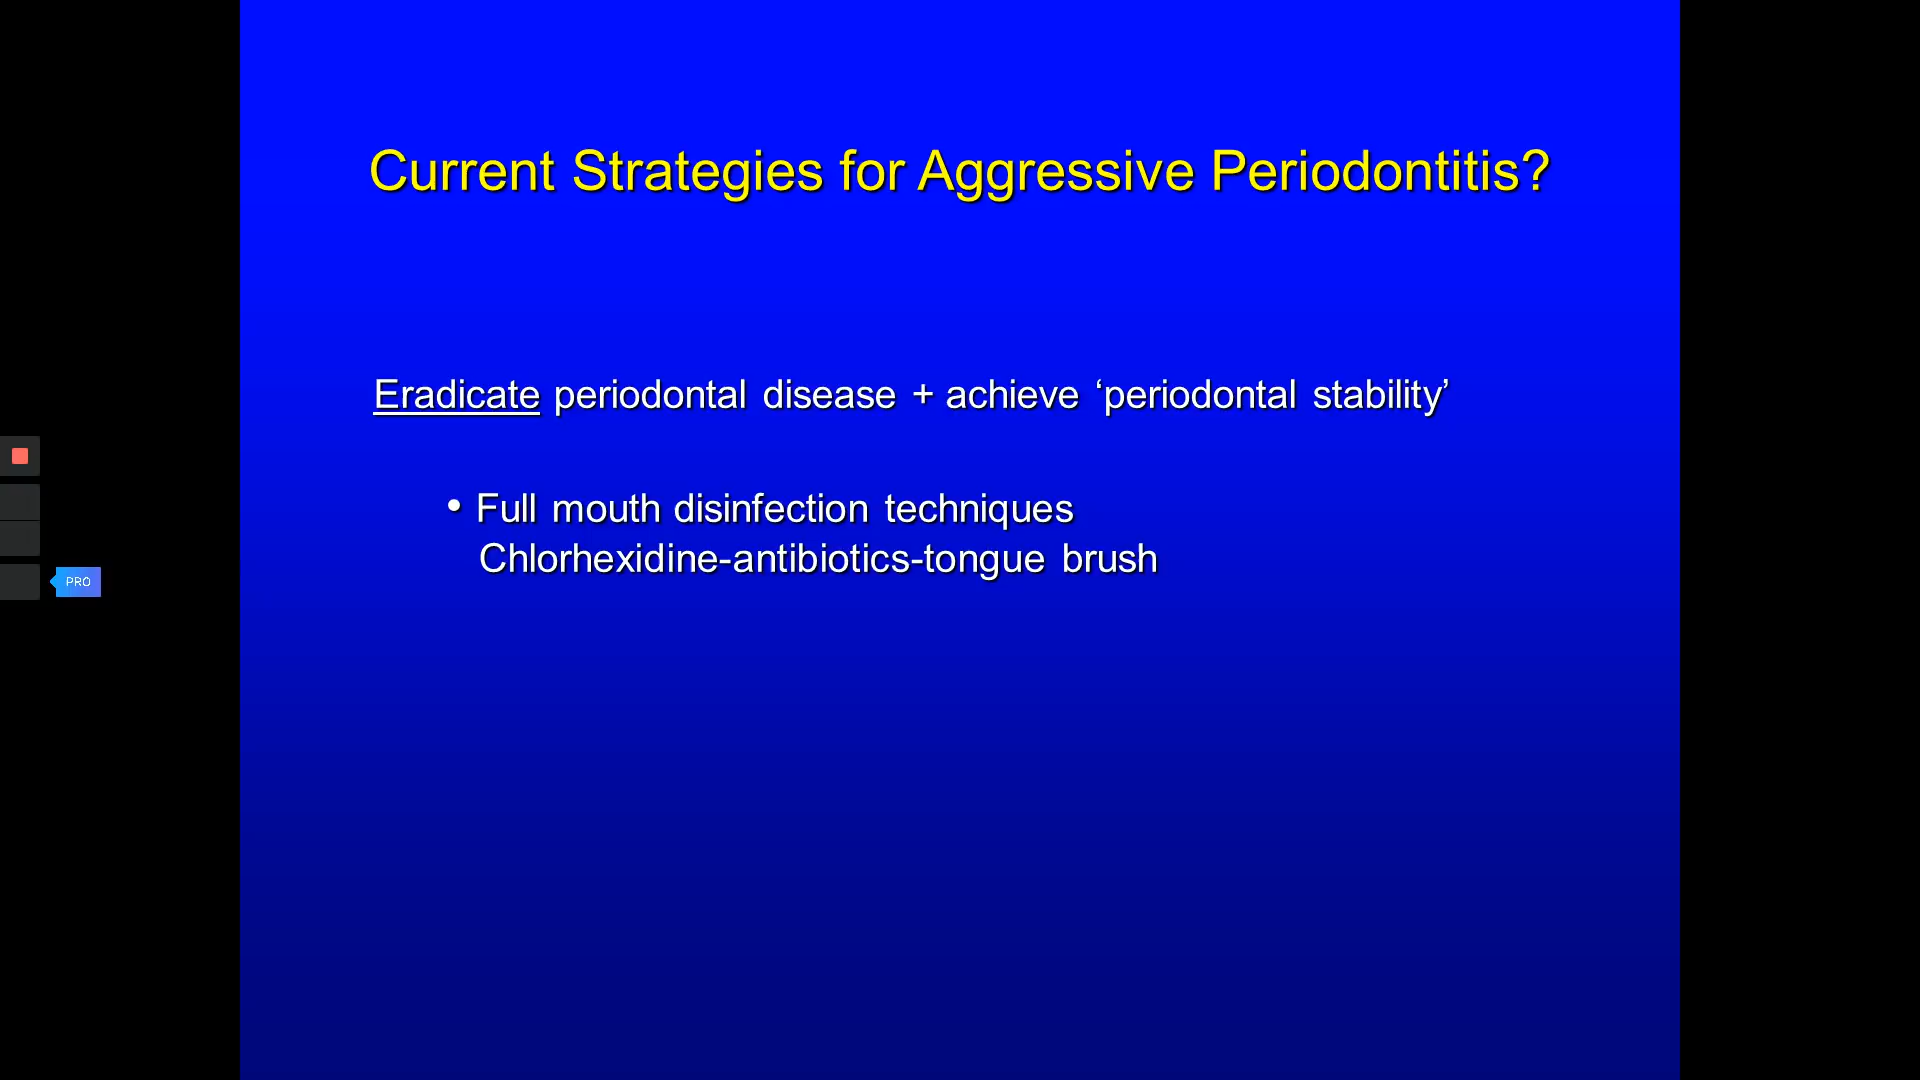 Current Strategies for Aggressive Periodontitis?
Eradicate periodontal disease + achieve ‘periodontal stability’
• Full mouth disinfection techniques
Chlorhexidine-antibiotics-tongue brush
PRO